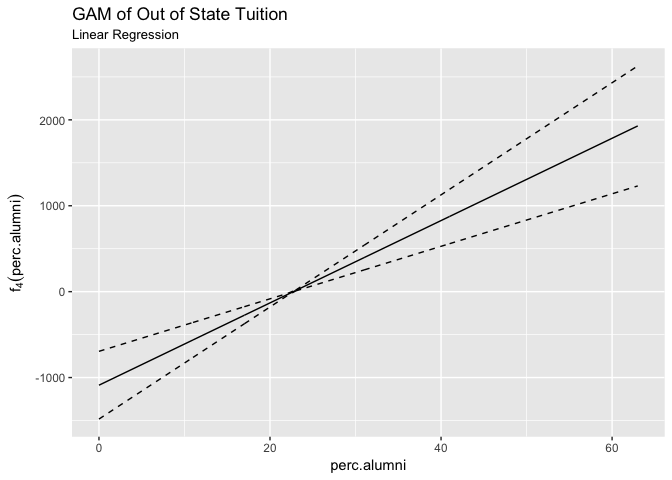 GAM of Out of State Tuition
Linear Regression
f₄(perc.alumni)
2000
1000
0
-1000
0 20 40 60
perc.alumni